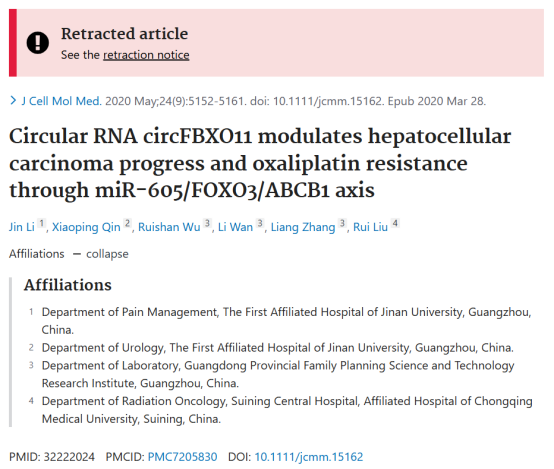 Retracted article
See the retraction notice
J Cell Mol Med. 2020 May;24(9):5152-5161. doi: 10.1111/jcmm.15162. Epub 2020 Mar 28.
Circular RNA circFBXO11 modulates hepatocellular
carcinoma progress and oxaliplatin resistance
through miR-605/FOXO3/ABCB1 axis
Jin Li 1, Xiaoping Qin 2, Ruishan Wu 3, Li Wan 3, Liang Zhang 3, Rui Liu 4
Affiliations − collapse
Affiliations
1 Department of Pain Management, The First Affiliated Hospital of Jinan University, Guangzhou,
China.
2 Department of Urology, The First Affiliated Hospital of Jinan University, Guangzhou, China.
3 Department of Laboratory, Guangdong Provincial Family Planning Science and Technology
Research Institute, Guangzhou, China.
4 Department of Radiation Oncology, Suining Central Hospital, Affiliated Hospital of Chongqing
Medical University, Suining, China.
PMID: 32222024 PMCID: PMC7205830 DOI: 10.1111/jcmm.15162